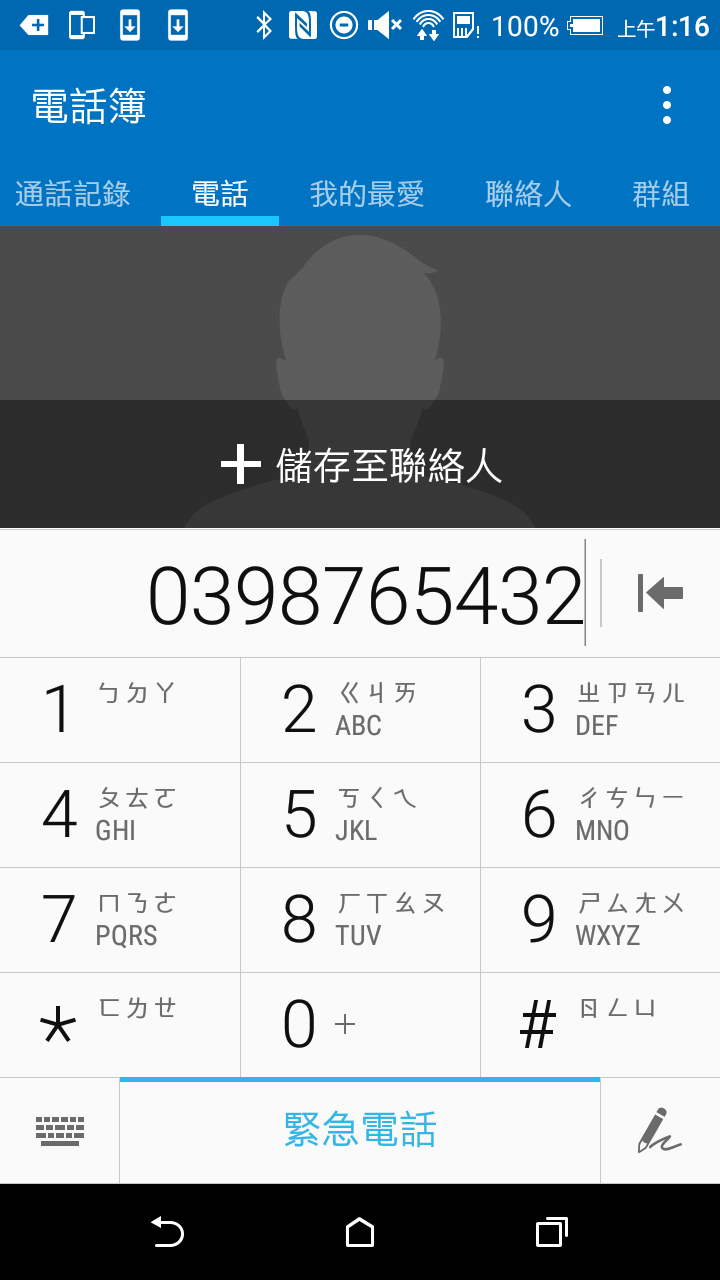 100% 上午1:16
電話簿
通話記錄 電話 我的最愛 聯絡人 群組
+ 儲存至聯絡人
0398765432
1 ㄅㄉㄚ 2 ㄍㄐㄞ ABC 3 ㄓㄗㄢㄦ DEF
4 ㄆㄊㄛ GHI 5 ㄎㄑㄟ JKL 6 ㄔㄘㄣㄧ MNO
7 ㄇㄋㄜ PQRS 8 ㄏㄒㄠㄡ TUV 9 ㄕㄙㄤㄨ WXYZ
* ㄈㄌㄝ 0 + # ㄖㄥㄩ
緊急電話